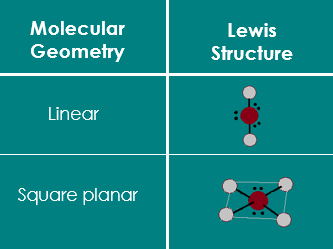 Molecular
Geometry
Lewis
Structure
Linear
Square planar